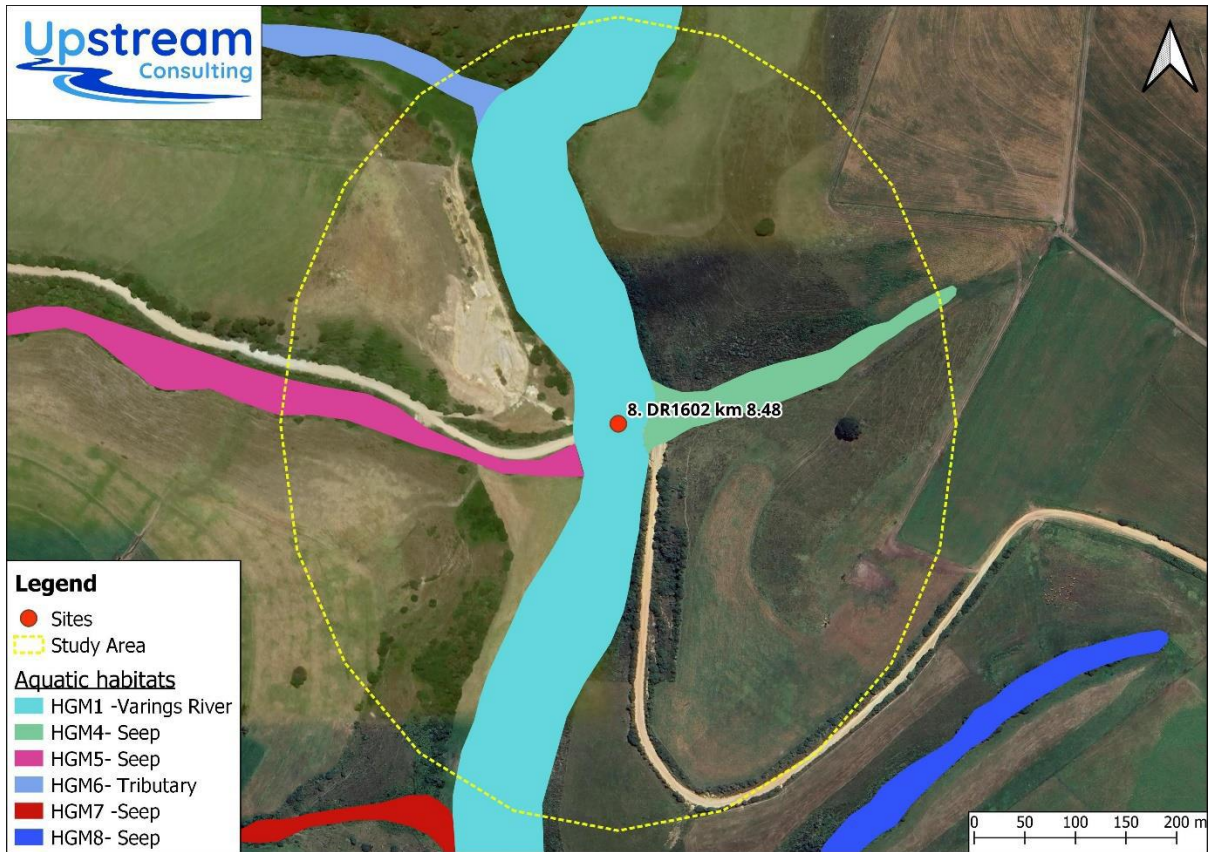 Upstream
Consulting
8. DR1602 km 8.48
Legend
Sites
Study Area
Aquatic habitats
HGM1 -Varings River
HGM4- Seep
HGM5- Seep
HGM6- Tributary
HGM7 -Seep
HGM8- Seep
0 50 100 150 200 m